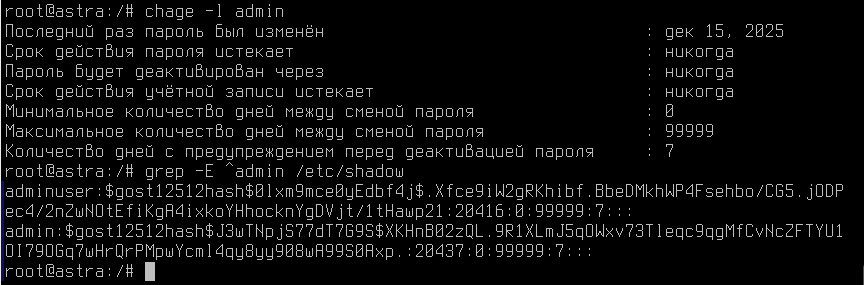 root@astra:/# chage -l admin
Последний раз пароль был изменён : дек 15, 2025
Срок действия пароля истекает : никогда
Пароль будет деактивирован через : никогда
Срок действия учётной записи истекает : никогда
Минимальное количество дней между сменой пароля : 0
Максимальное количество дней между сменой пароля : 99999
Количество дней с предупреждением перед деактивацией пароля : 7
root@astra:/# grep -E ^admin /etc/shadow
adminuser:$gost12512hash$0lxm9mce0yEdbf4j$.Xfce9iW2gRKhibf.BbeDMkhWP4Fsehbo/CG5.jODP
ec4/2nZwNOtEfiKgA4ixkoYHhocknYgDVjt/1tHawp21:20416:0:99999:7:::
admin:$gost12512hash$J3wTNpjS77dT7G9S$XKHnB02zQL.9R1XLmJ5qOWxv73Tleqc9qgMfCvNcZFTYU1
OI79OGq7wHrQrPMpwYcml4qy8yy908wA99S0Axp.:20437:0:99999:7:::
root@astra:/#